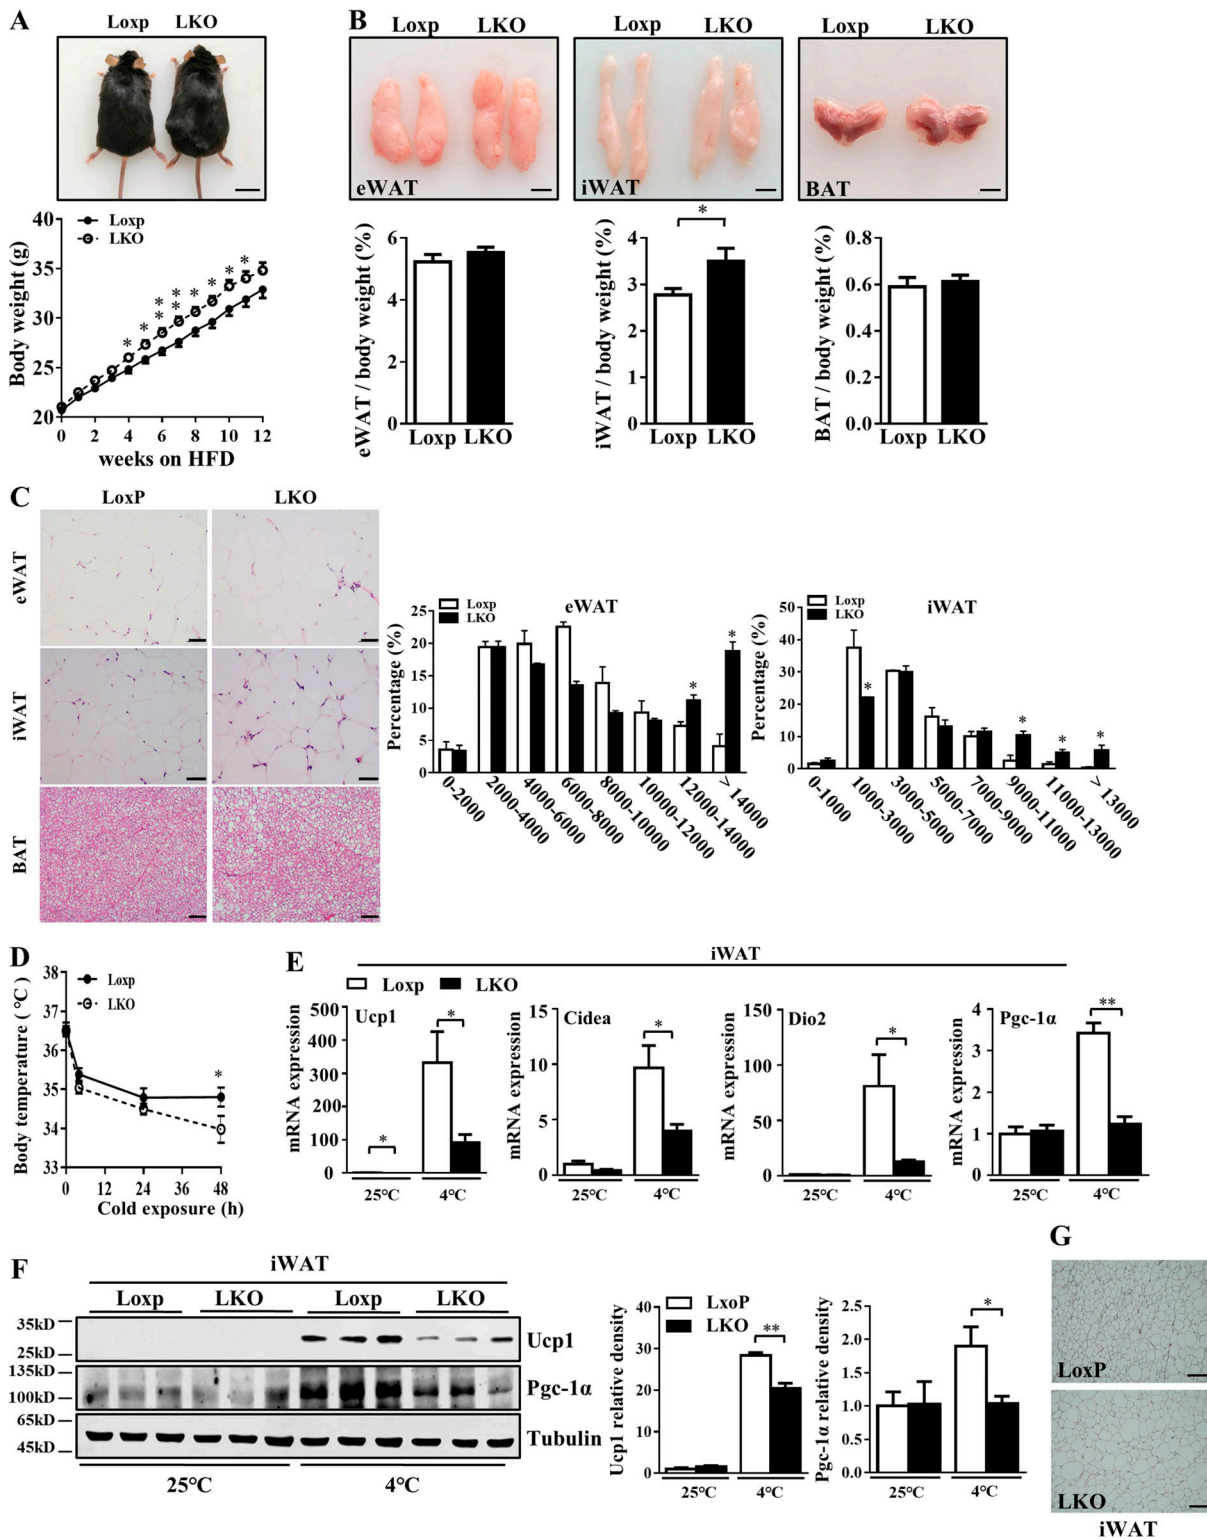 A
Loxp LKO
B
Loxp LKO
Loxp LKO
Loxp LKO
eWAT
iWAT
BAT
Body weight (g)
40
35
30
25
20
Loxp
LKO
* * * * * * * * * * *
0 2 4 6 8 10 12
weeks on HFD
eWAT / body weight (%)
6
4
2
0
Loxp LKO
iWAT / body weight (%)
4
3
2
1
0
*
Loxp LKO
BAT / body weight (%)
0.8
0.6
0.4
0.2
0.0
Loxp LKO
C
LoxP LKO
eWAT
iWAT
BAT
eWAT
Loxp
LKO
Percentage (%)
25
20
15
10
5
0
* *
0-2000
2000-4000
4000-6000
6000-8000
8000-10000
10000-12000
12000-14000
> 14000
iWAT
Loxp
LKO
Percentage (%)
50
40
30
20
10
0
* * * *
0-1000
1000-3000
3000-5000
5000-7000
7000-9000
9000-11000
11000-13000
> 13000
D
Body temperature ( °C )
38
37
36
35
34
33
Loxp
LKO
*
0 12 24 36 48
Cold exposure (h)
E
iWAT
Loxp LKO
mRNA expression
500
400
300
200
100
0
Ucp1
* *
25°C 4°C
mRNA expression
15
10
5
0
Cidea
*
25°C 4°C
mRNA expression
150
100
50
0
Dio2
*
25°C 4°C
mRNA expression
4
3
2
1
0
Pgc-1α
**
25°C 4°C
F
iWAT
Loxp LKO Loxp LKO
35kD
25kD
Ucp1
135kD
100kD
Pgc-1α
65kD
45kD
Tubulin
25°C 4°C
LxoP
LKO
Ucp1 relative density
40
30
20
10
0
**
25°C 4°C
Pgc-1α relative density
2.5
2.0
1.5
1.0
0.5
0.0
*
25°C 4°C
G
LoxP
LKO
iWAT